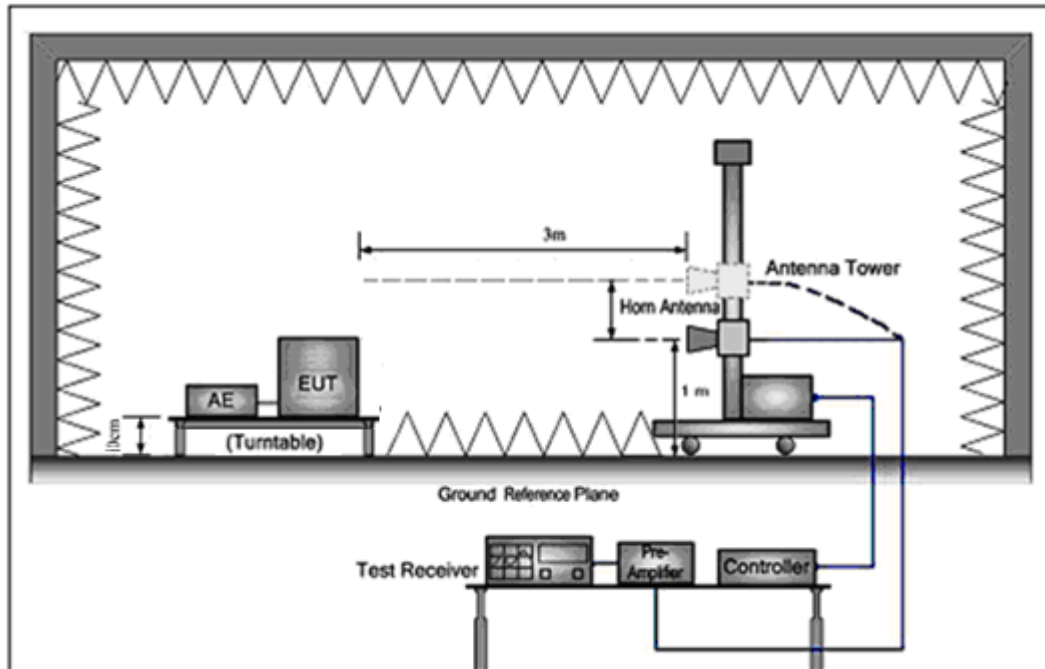 3m
Antenna Tower
Horn Antenna
1 m
AE
EUT
(Turntable)
Ground Reference Plane
Test Receiver
Pre-
Amplifier
Controller